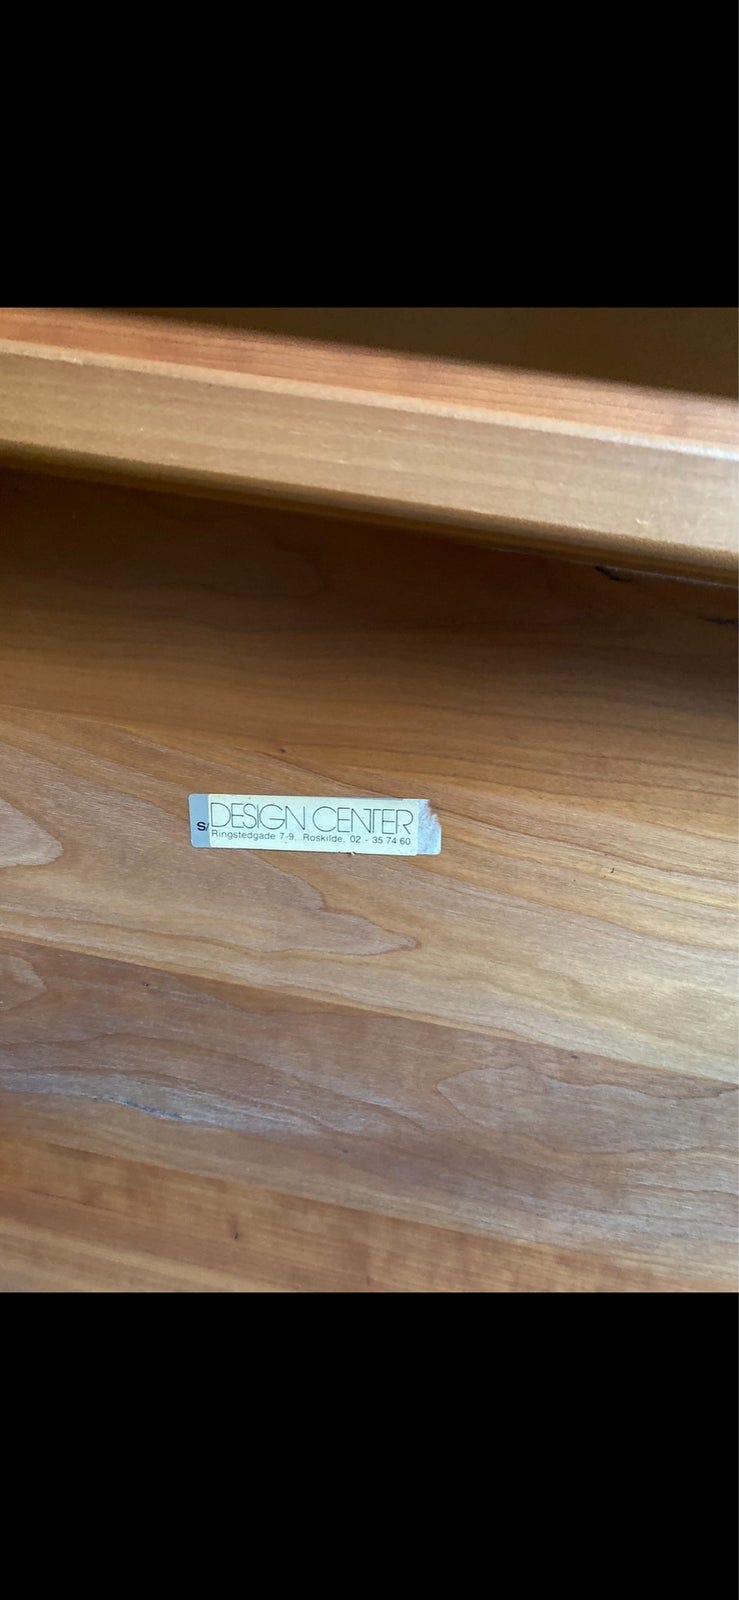 S/ DESIGN CENTER
Ringstedgade 7-9, Roskilde, 02 - 35 74 60